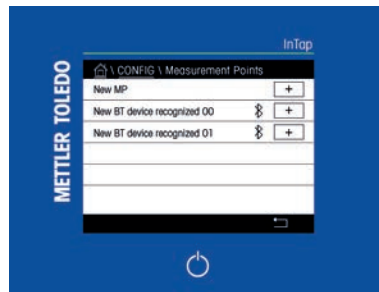 InTap
METTLER TOLEDO
\ CONFIG \ Measurement Points
New MP +
New BT device recognized 00 +
New BT device recognized 01 +